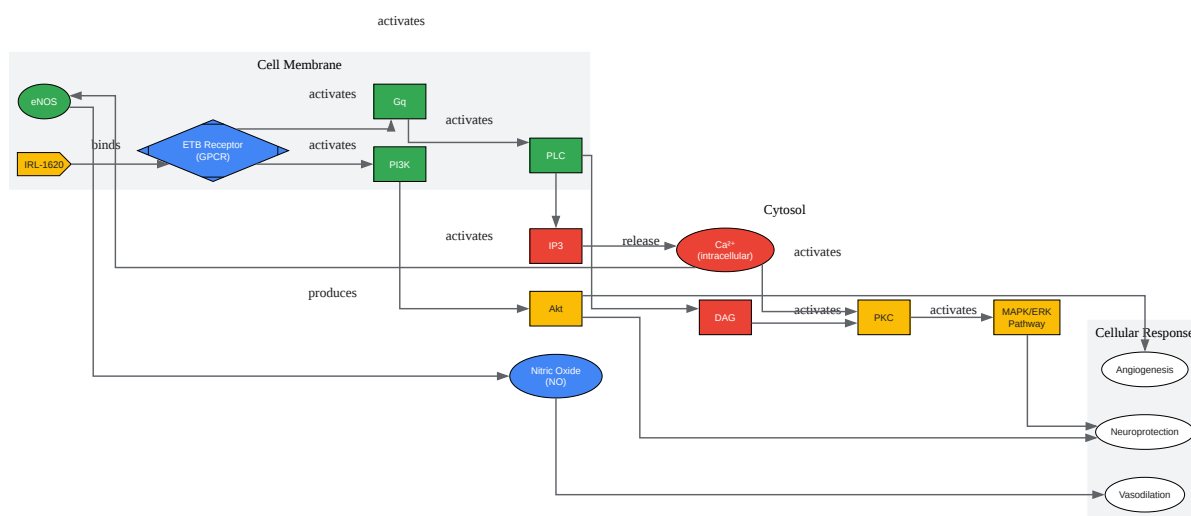 activates
Cell Membrane
eNOS
activates
Gq
activates
binds
ETB Receptor
(GPCR)
activates
PLC
IRL-1620
PI3K
Cytosol
activates
IP3
release
Ca²⁺
(intracellular)
activates
produces
Akt
DAG
activates
PKC
activates
MAPK/ERK
Pathway
Cellular Response
Nitric Oxide
(NO)
Angiogenesis
Neuroprotection
Vasodilation